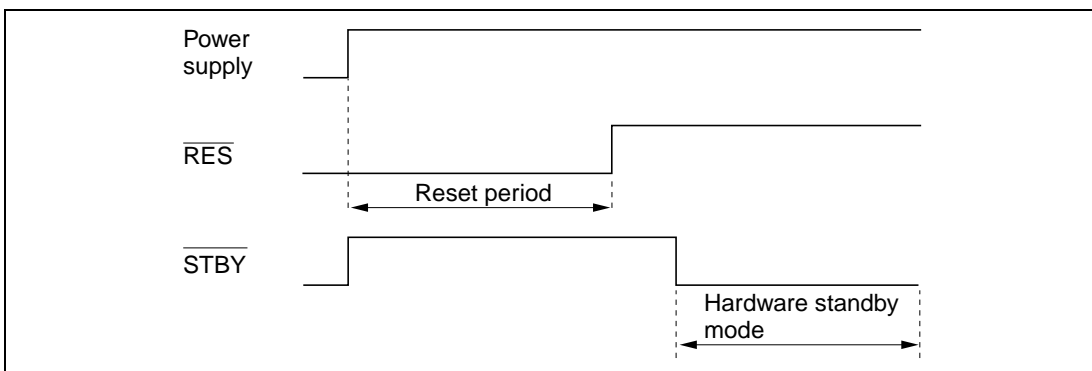 Power
supply
RES
Reset period
STBY
Hardware standby
mode